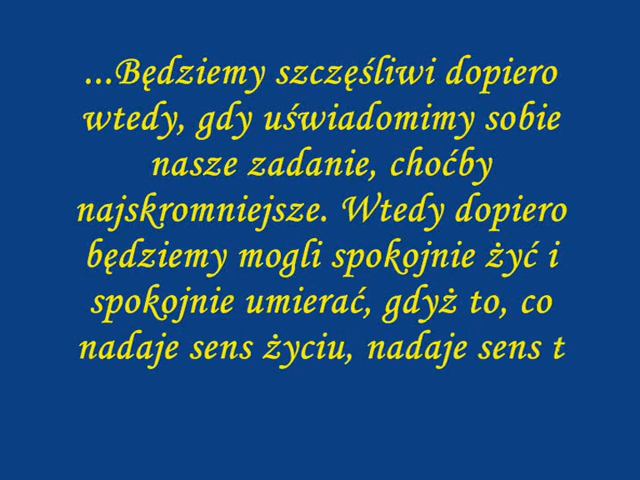 ...Będziemy szczęśliwi dopiero
wtedy, gdy uświadomimy sobie
nasze zadanie, choćby
najskromniejsze. Wtedy dopiero
będziemy mogli spokojnie żyć i
spokojnie umierać, gdyż to, co
nadaje sens życiu, nadaje sens t